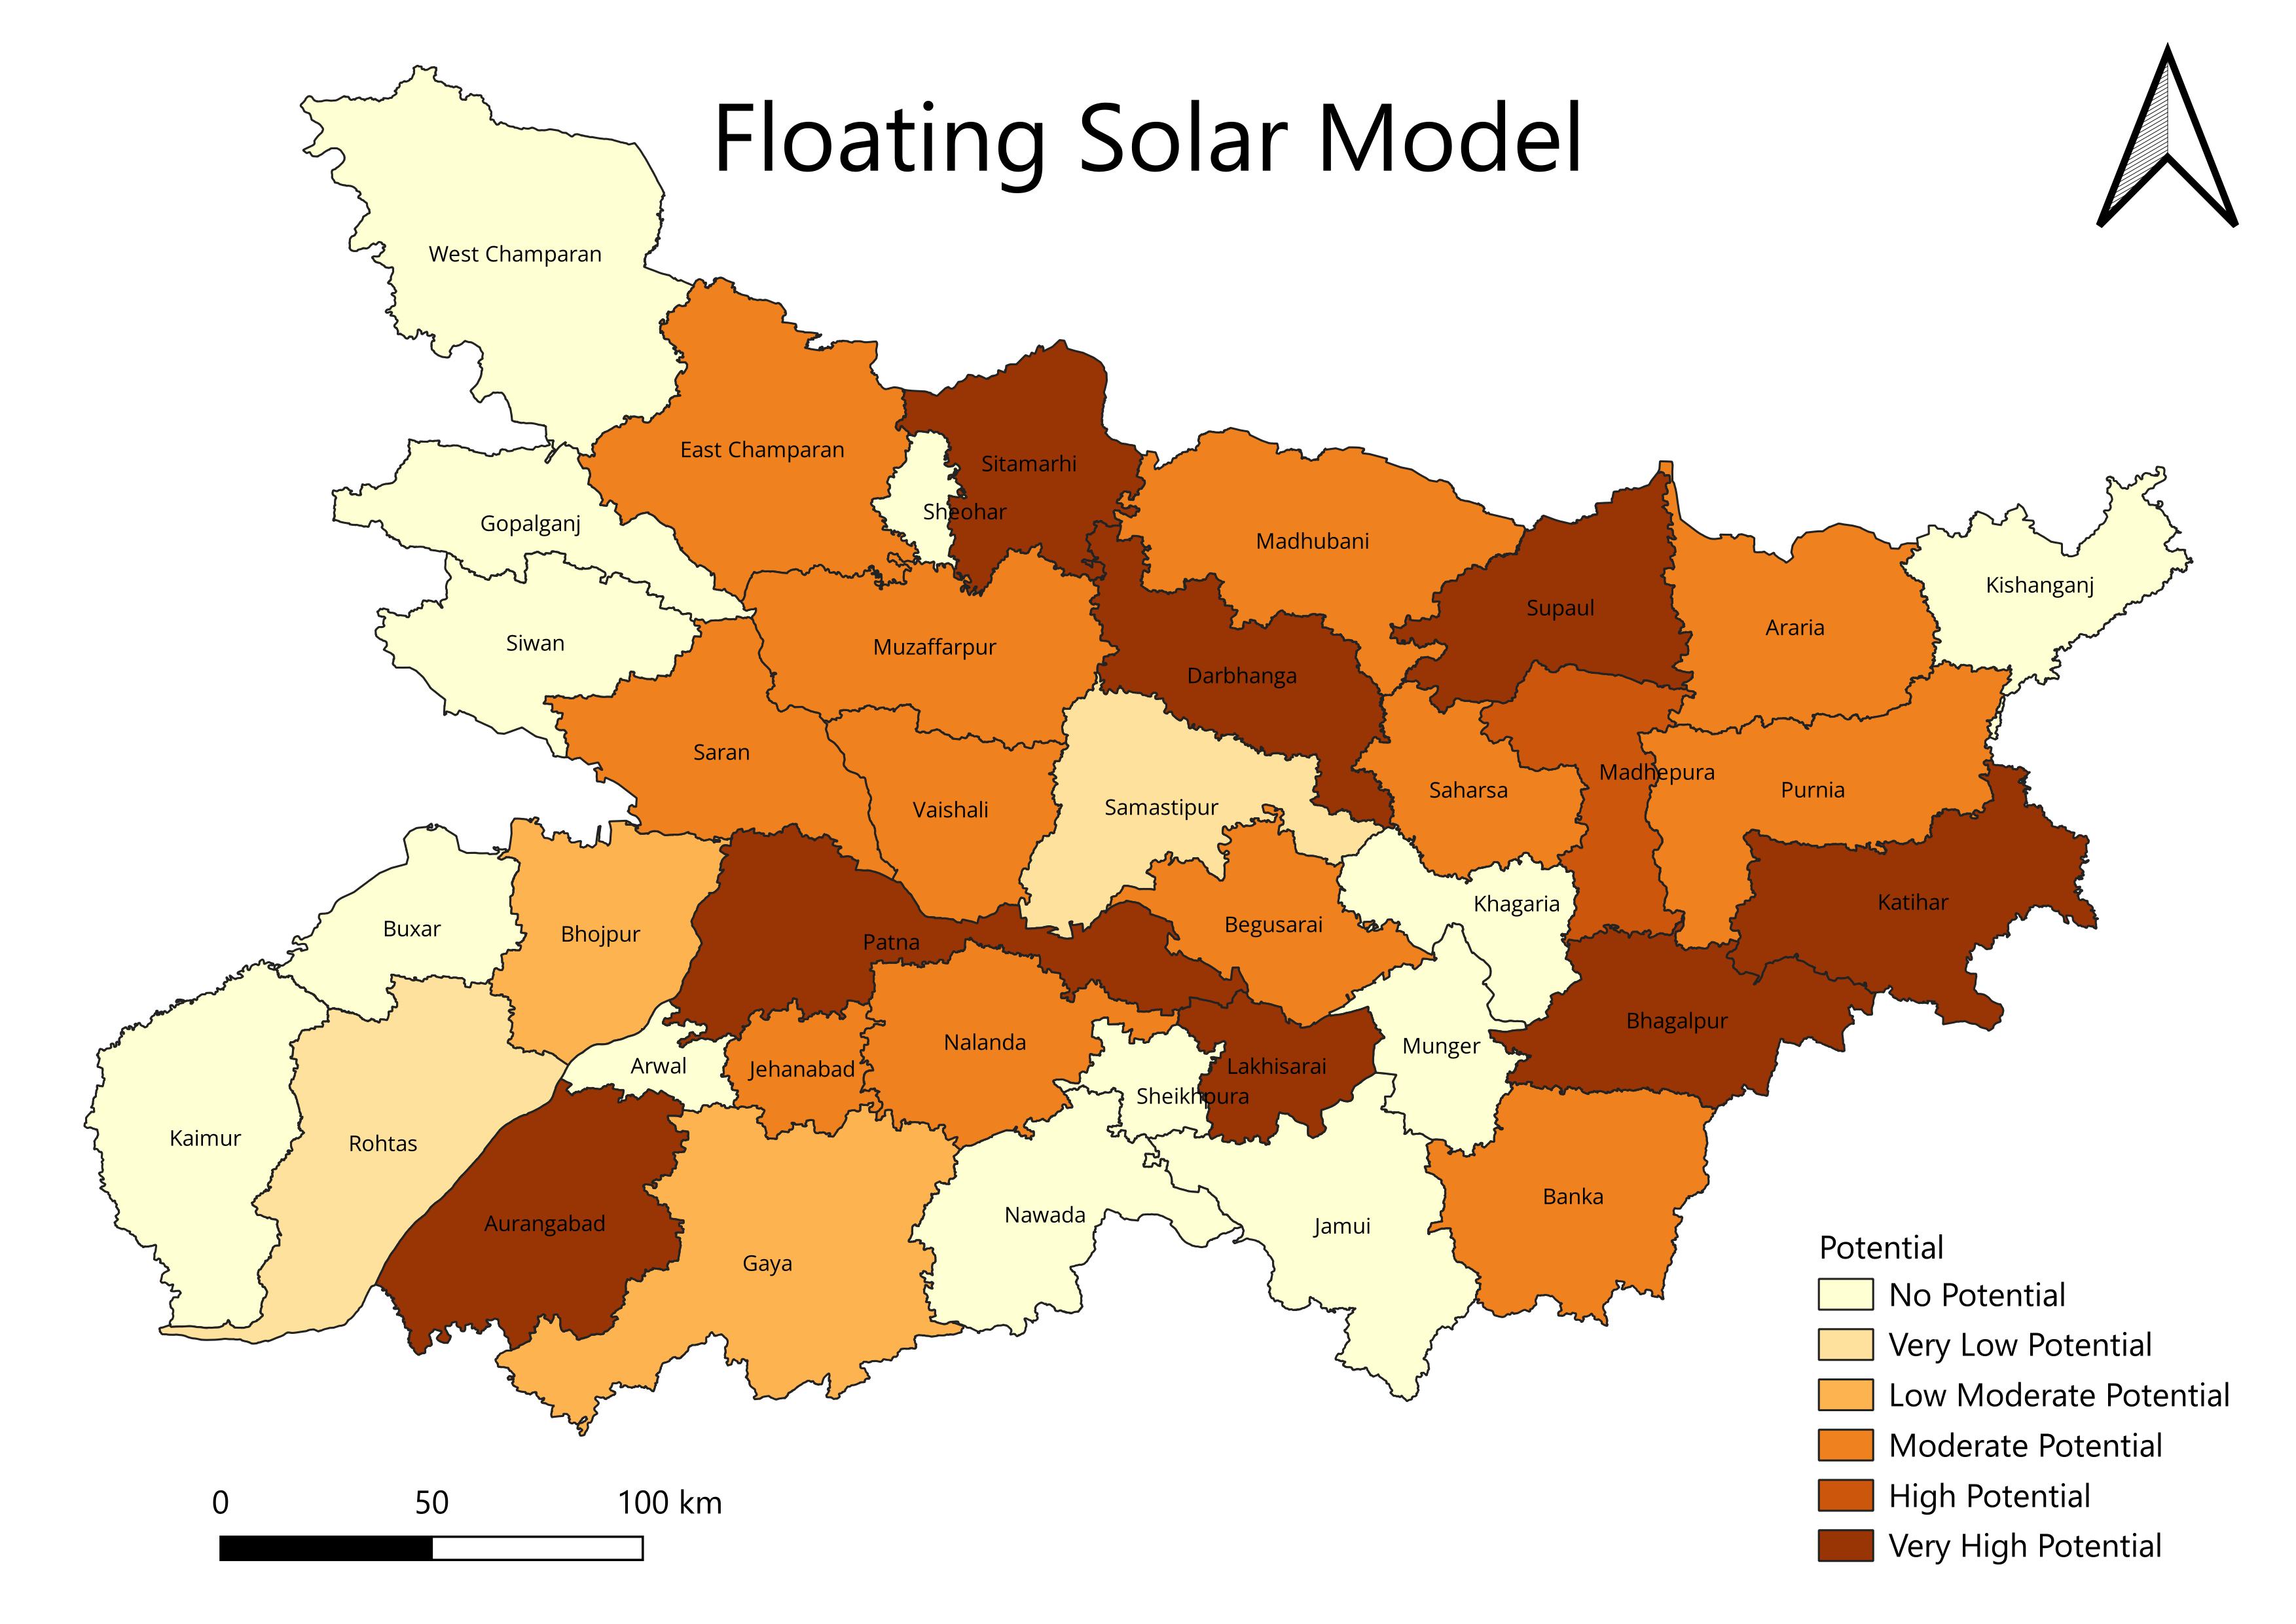 Floating Solar Model
West Champaran
East Champaran
Sitamarhi
Sheohar
Gopalganj
Madhubani
Supaul
Araria
Kishanganj
Siwan
Muzaffarpur
Darbhanga
Saran
Vaishali
Samastipur
Saharsa
Madhepura
Purnia
Buxar
Bhojpur
Patna
Begusarai
Khagaria
Katihar
Bhagalpur
Arwal
Jehanabad
Nalanda
Lakhisarai
Munger
Sheikhpura
Kaimur
Rohtas
Aurangabad
Gaya
Nawada
Jamui
Banka
Potential
No Potential
Very Low Potential
Low Moderate Potential
Moderate Potential
High Potential
Very High Potential
0 50 100 km